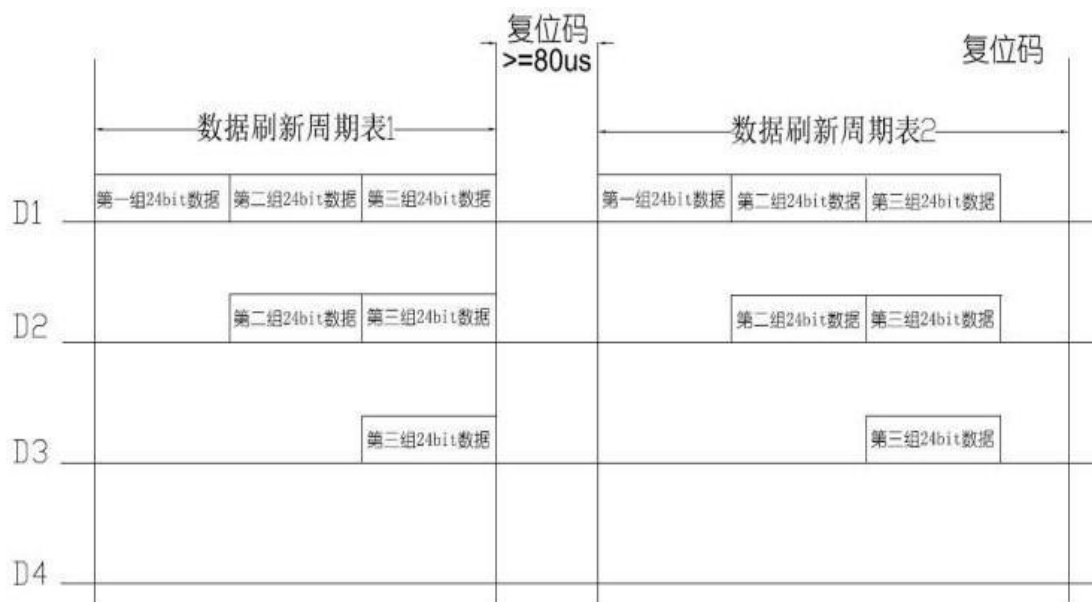 复位码
>=80us
复位码
数据刷新周期表1
数据刷新周期表2
D1
第一组24bit数据
第二组24bit数据
第三组24bit数据
第一组24bit数据
第二组24bit数据
第三组24bit数据
D2
第二组24bit数据
第三组24bit数据
第二组24bit数据
第三组24bit数据
D3
第三组24bit数据
第三组24bit数据
D4